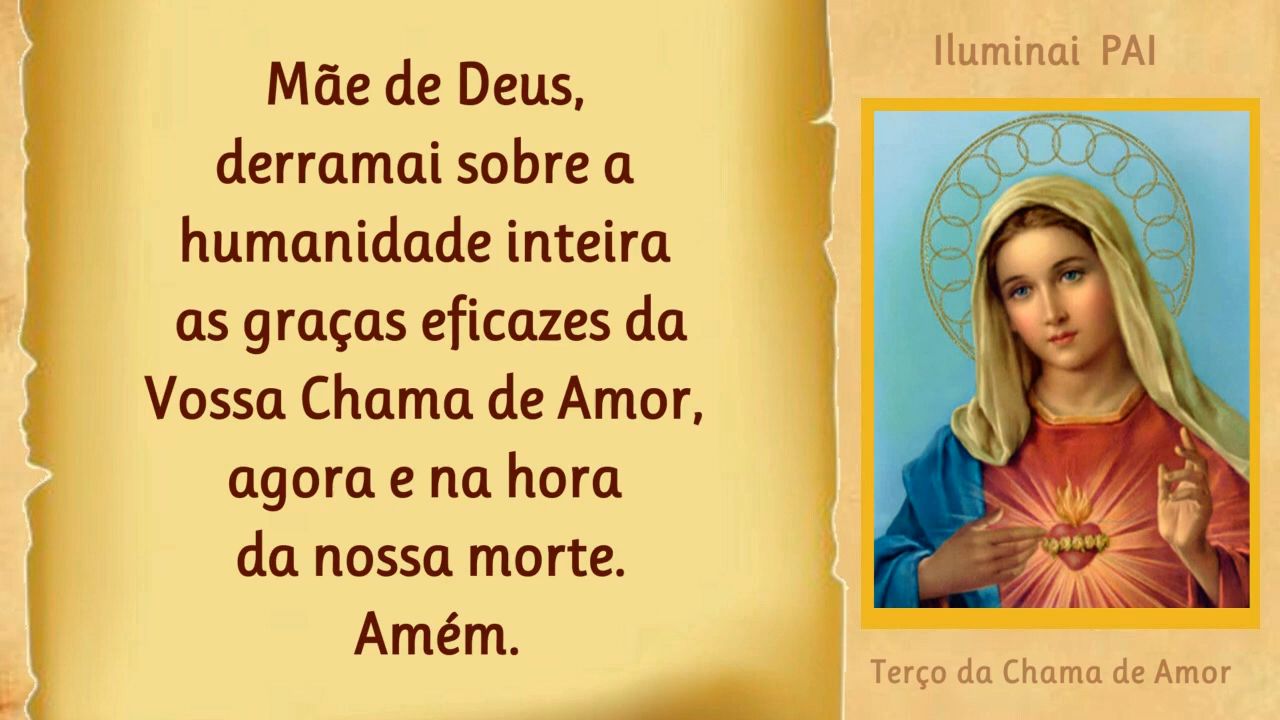 Mãe de Deus,
derramai sobre a
humanidade inteira
as graças eficazes da
Vossa Chama de Amor,
agora e na hora
da nossa morte.
Amém.
Iluminai PAI
Terço da Chama de Amor